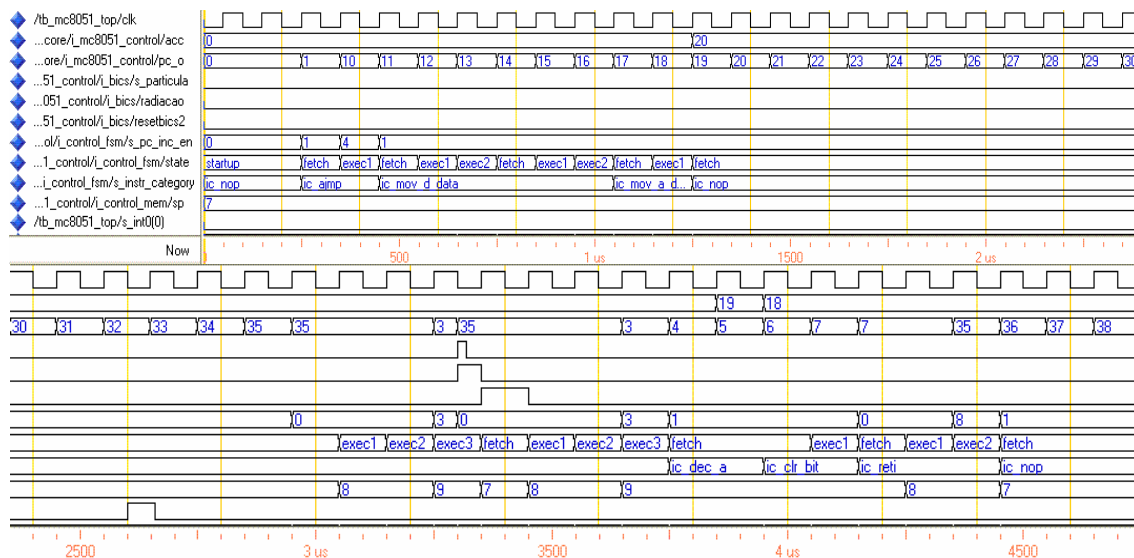 /tb_mc8051_top/clk
...core/i_mc8051_control/acc 0 20
...ore/i_mc8051_control/pc_o 0 1 10 11 12 13 14 15 16 17 18 19 20 21 22 23 24 25 26 27 28 29 30
...51_control/i_bics/s_particula
...051_control/i_bics/radiacao
...51_control/i_bics/resetbics2
...ol/i_control_fsm/s_pc_inc_en 0 1 4 1
...1_control/i_control_fsm/state startup fetch exec1 fetch exec1 exec2 fetch exec1 exec2 fetch exec1 fetch
...i_control_fsm/s_instr_category ic_nop ic_ajmp ic_mov_d_data ic_mov_a_d... ic_nop
...1_control/i_control_mem/sp 7
/tb_mc8051_top/s_int0(0)
Now 0 500 1 us 1500 2 us
19 18
30 31 32 33 34 35 35 3 35 3 4 5 6 7 7 35 36 37 38
0 3 0 3 1 0 8 1
exec1 exec2 exec3 fetch exec1 exec2 exec3 fetch exec1 fetch exec1 exec2 fetch
ic_dec_a ic_clr_bit ic_reti ic_nop
8 9 7 8 9 8 7
2500 3 us 3500 4 us 4500